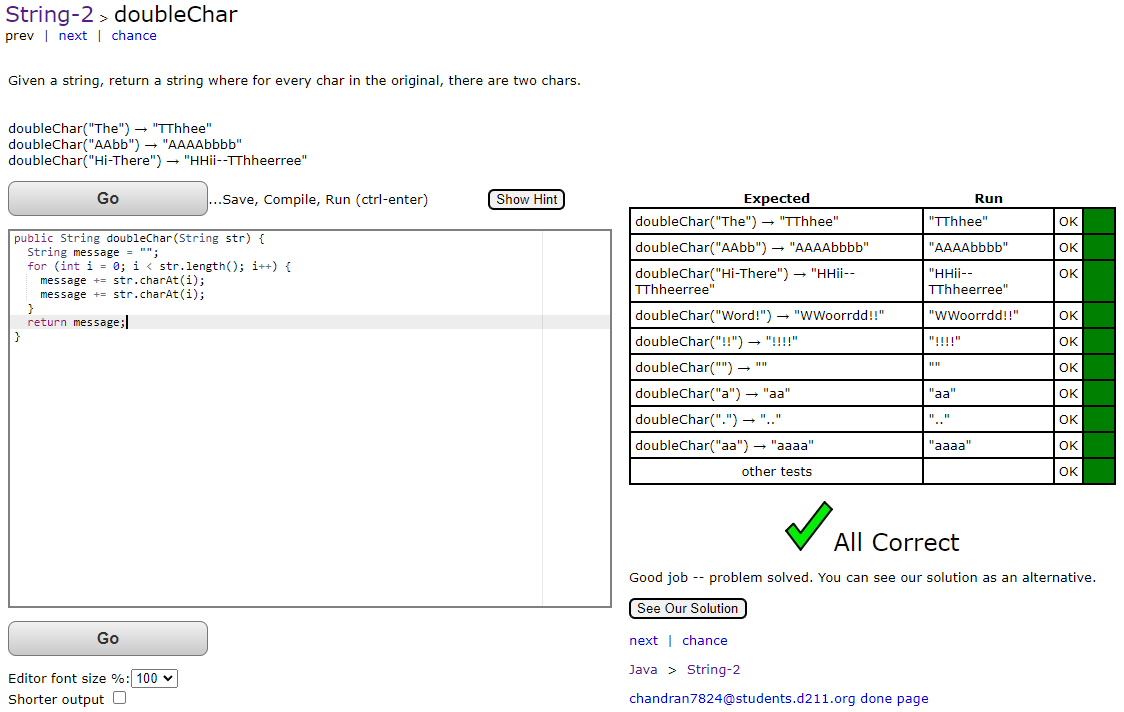 String-2 > doubleChar
prev | next | chance
Given a string, return a string where for every char in the original, there are two chars.
doubleChar("The") → "TThhee"
doubleChar("AAbb") → "AAAAbbbb"
doubleChar("Hi-There") → "HHii--TThheerree"
Go ...Save, Compile, Run (ctrl-enter) Show Hint
public String doubleChar(String str) {
  String message = "";
  for (int i = 0; i < str.length(); i++) {
    message += str.charAt(i);
    message += str.charAt(i);
  }
  return message;
}
Go
Editor font size %: 100
Shorter output
Expected Run
doubleChar("The") → "TThhee" "TThhee" OK
doubleChar("AAbb") → "AAAAbbbb" "AAAAbbbb" OK
doubleChar("Hi-There") → "HHii-- "HHii-- OK
TThheerree" TThheerree"
doubleChar("Word!") → "WWoorrdd!!" "WWoorrdd!!" OK
doubleChar("!!") → "!!!!" "!!!!" OK
doubleChar("") → "" "" OK
doubleChar("a") → "aa" "aa" OK
doubleChar(".") → ".." ".." OK
doubleChar("aa") → "aaaa" "aaaa" OK
other tests OK
All Correct
Good job -- problem solved. You can see our solution as an alternative.
See Our Solution
next | chance
Java > String-2
chandran7824@students.d211.org done page